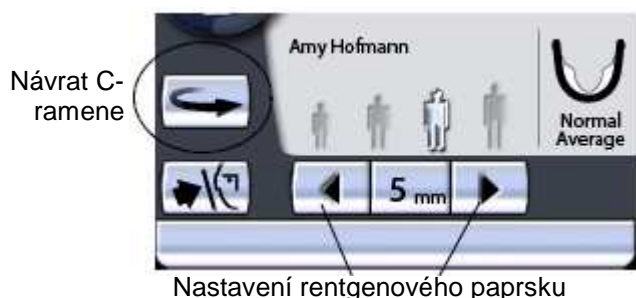 Amy Hofmann
Návrat C-
ramene
Normal
Average
5 mm
Nastavení rentgenového paprsku